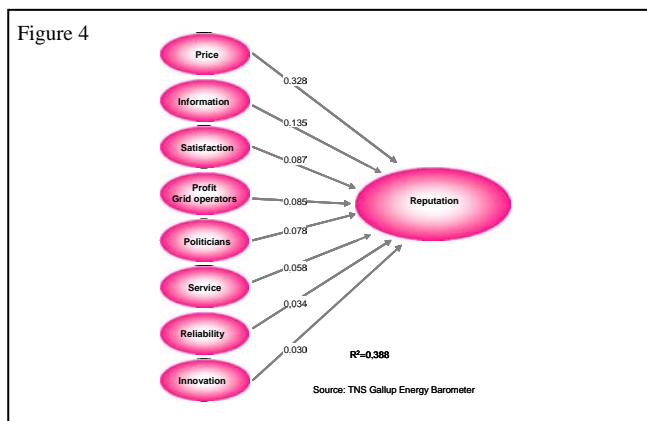 Figure 4
Price
0.328
Information
0.135
Satisfaction
0.087
Profit
Grid operators
0.085
Reputation
Politicians
0.078
Service
0.058
Reliability
0.034
Innovation
0.030
R²=0,388
Source: TNS Gallup Energy Barometer